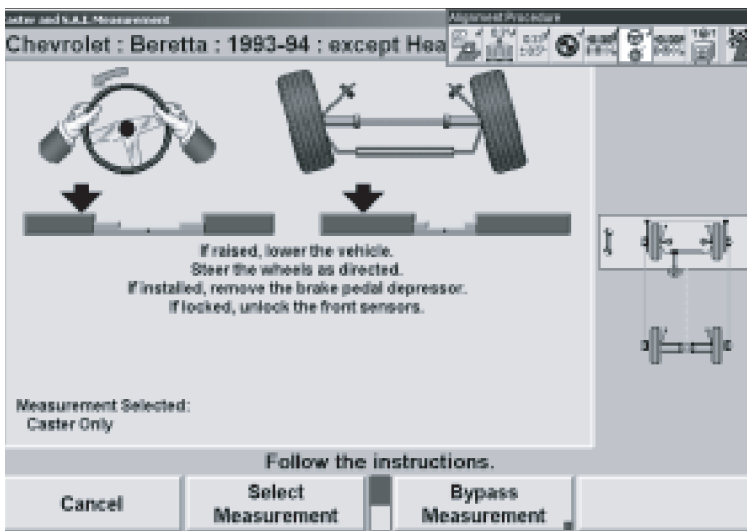 aster and S.A.I. Measurement
Alignment Procedure
Chevrolet : Beretta : 1993-94 : except Hea
If raised, lower the vehicle.
Steer the wheels as directed.
If installed, remove the brake pedal depressor.
If locked, unlock the front sensors.
Measurement Selected:
Caster Only
Follow the instructions.
Cancel
Select
Measurement
Bypass
Measurement